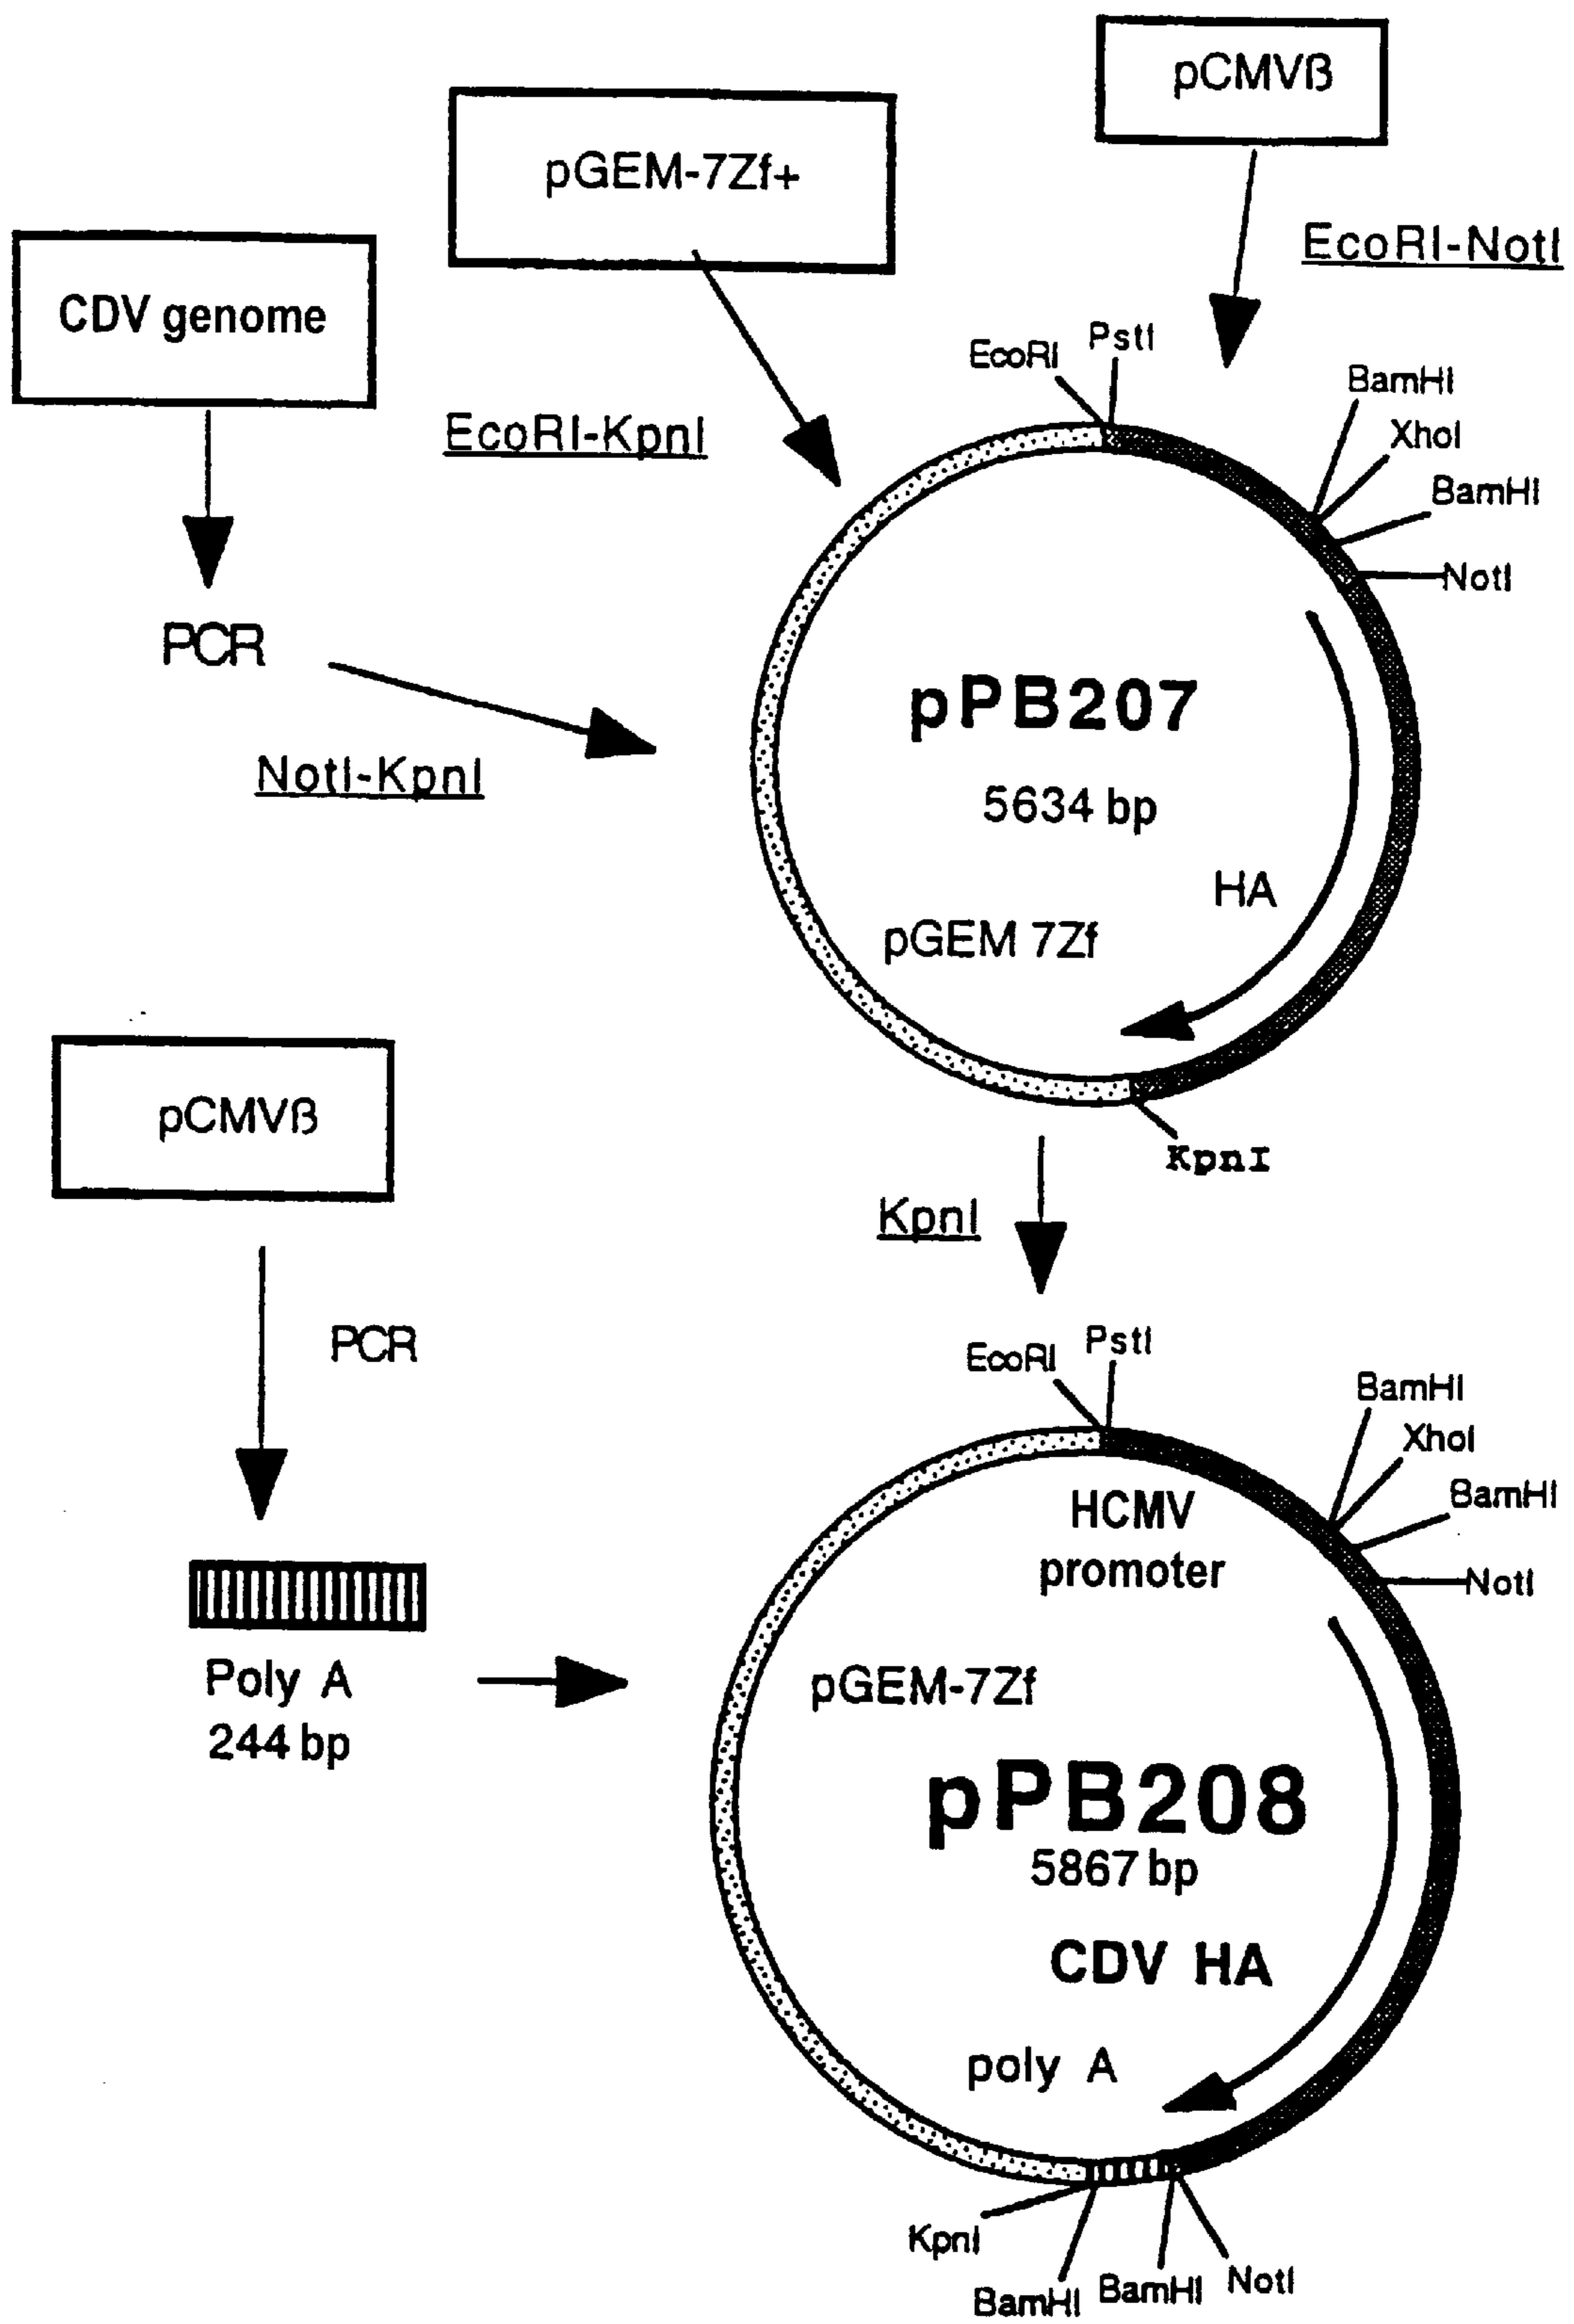 pCMVß
pGEM-7Zf+
EcoRI-NotI
CDV genome
EcoRI
PstI
BamHI
EcoRI-KpnI
XhoI
BamHI
NotI
PCR
pPB207
NotI-KpnI
5634 bp
HA
pGEM 7Zf
pCMVß
KpnI
KpnI
PCR
EcoRI
PstI
BamHI
XhoI
HCMV
promoter
BamHI
NotI
Poly A
244 bp
pGEM-7Zf
pPB208
5867 bp
CDV HA
poly A
KpnI
BamHI
BamHI
NotI